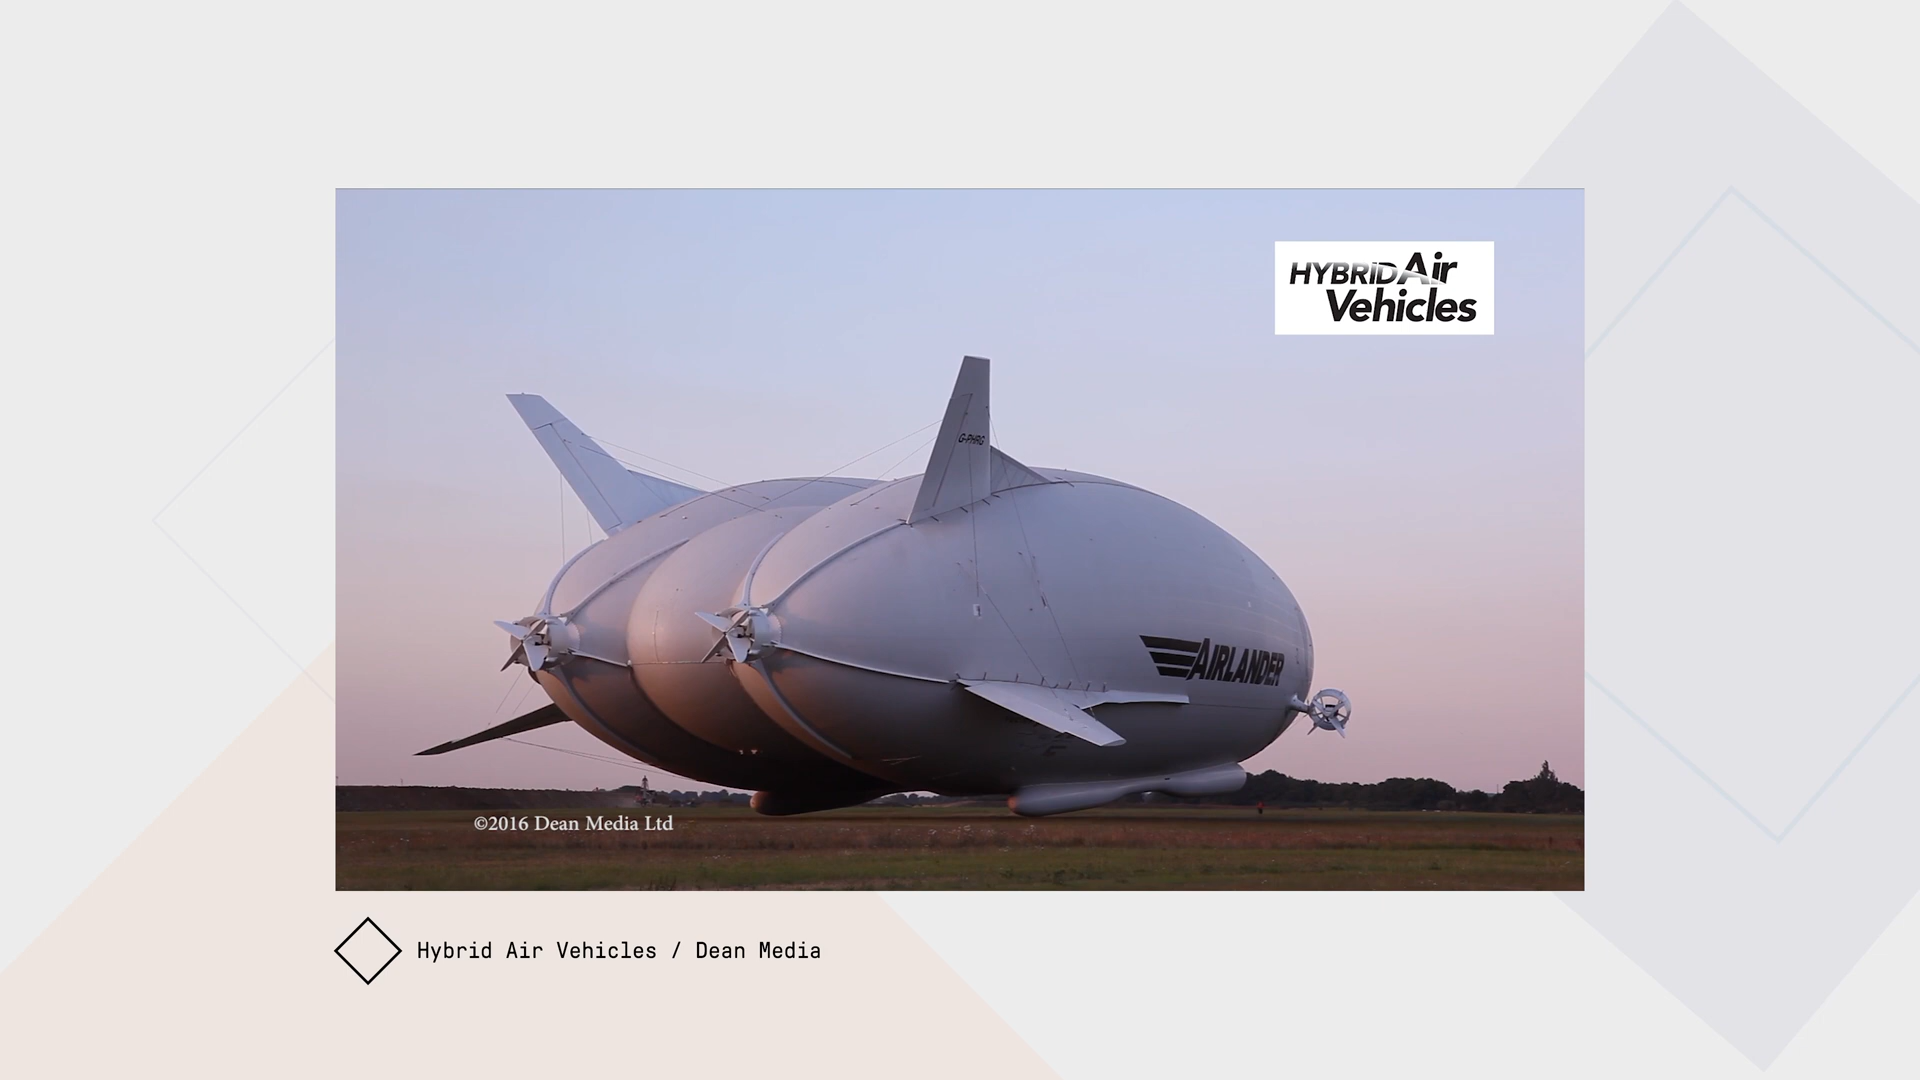 HYBRID Air
Vehicles
G-PHRG
AIRLANDER
©2016 Dean Media Ltd
Hybrid Air Vehicles / Dean Media